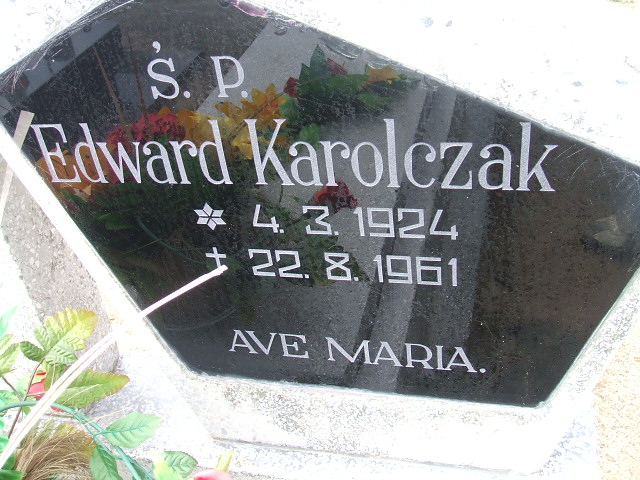 Ś. P.
Edward Karolczak
* 4. 3. 1924
✝ 22. 8. 1961
AVE MARIA.